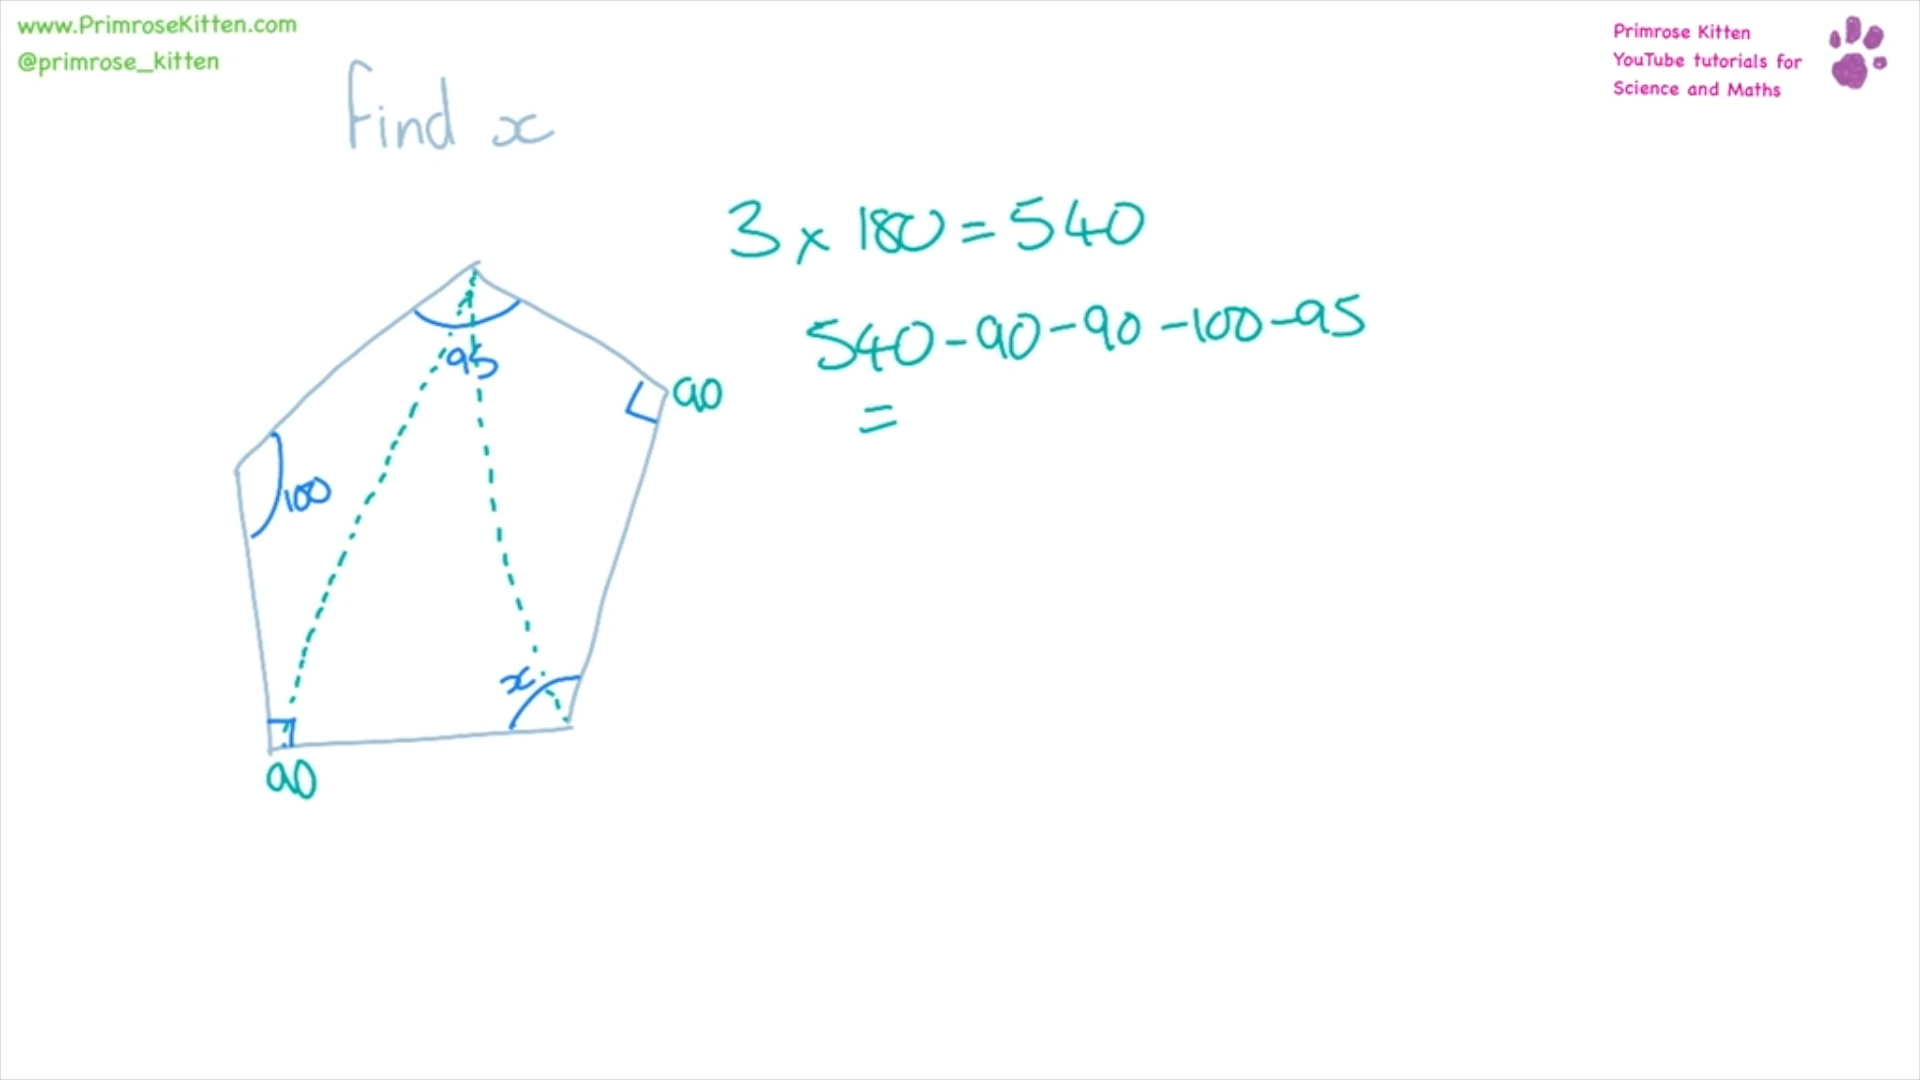 www.PrimroseKitten.com
@primrose_kitten
Primrose Kitten
YouTube tutorials for
Science and Maths
Find x
3 x 180 = 540
540 - 90 - 90 - 100 - 95
=
95
90
100
x
90